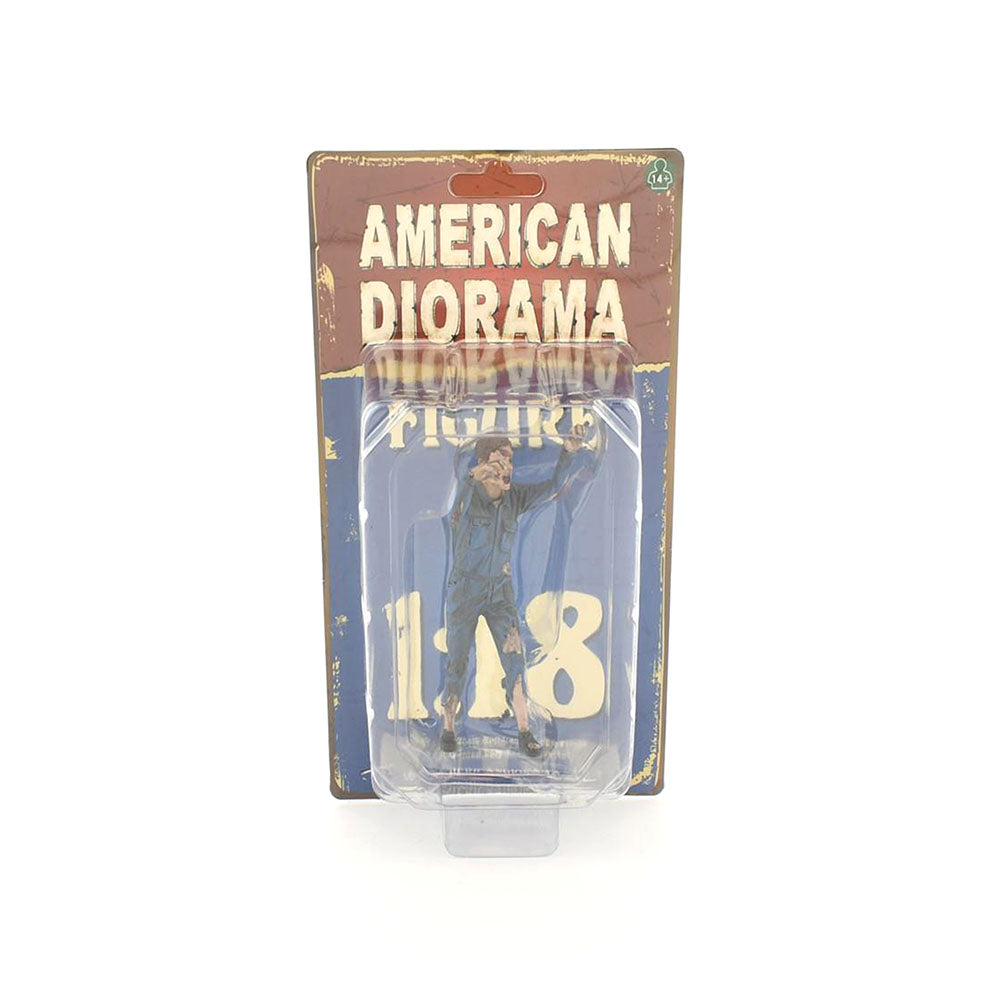 14+
AMERICAN
DIORAMA
FIGURE
1:18